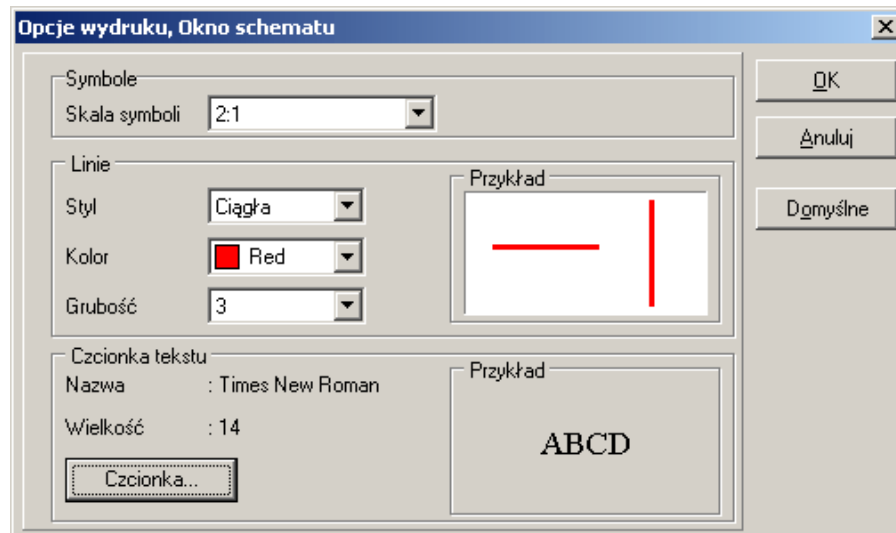 Opcje wydruku, Okno schematu
Symbole
Skala symboli 2:1
Linie
Styl Ciągła
Kolor Red
Grubość 3
Przykład
Czcionka tekstu
Nazwa : Times New Roman
Wielkość : 14
Czcionka...
Przykład
ABCD
OK
Anuluj
Domyślne